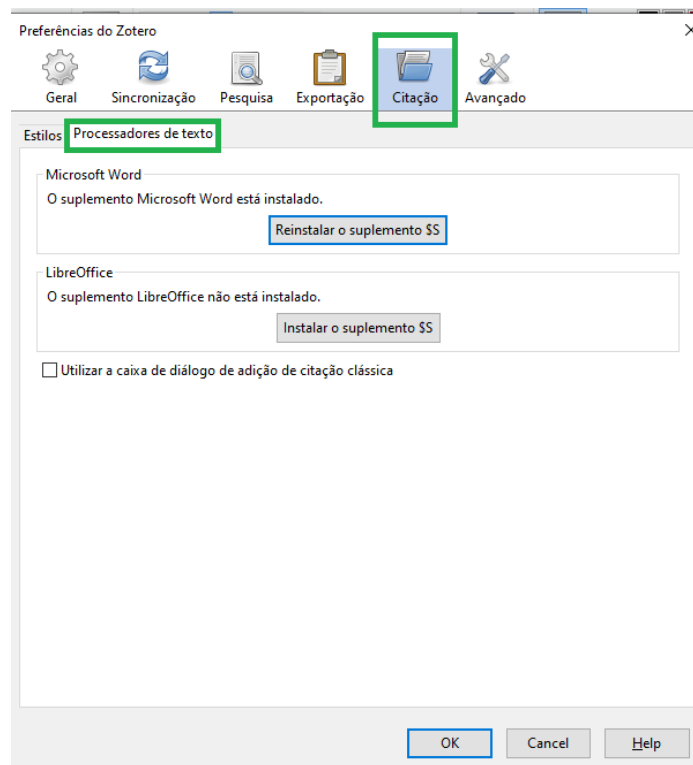 Preferências do Zotero
Geral Sincronização Pesquisa Exportação Citação Avançado
Estilos Processadores de texto
Microsoft Word
O suplemento Microsoft Word está instalado.
Reinstalar o suplemento $S
LibreOffice
O suplemento LibreOffice não está instalado.
Instalar o suplemento $S
Utilizar a caixa de diálogo de adição de citação clássica
OK Cancel Help